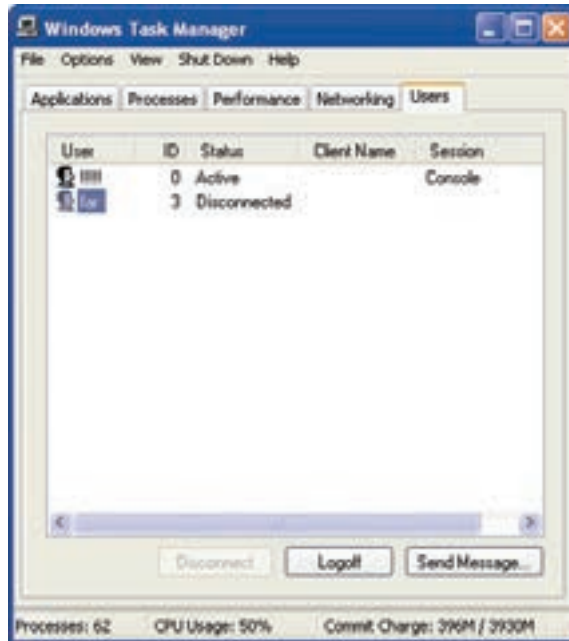 Windows Task Manager
File Options View Shut Down Help
Applications Processes Performance Networking Users
User ID Status Client Name Session
0 Active Console
3 Disconnected
Disconnect Logoff Send Message...
Processes: 62 CPU Usage: 50% Commit Charge: 396M / 3930M